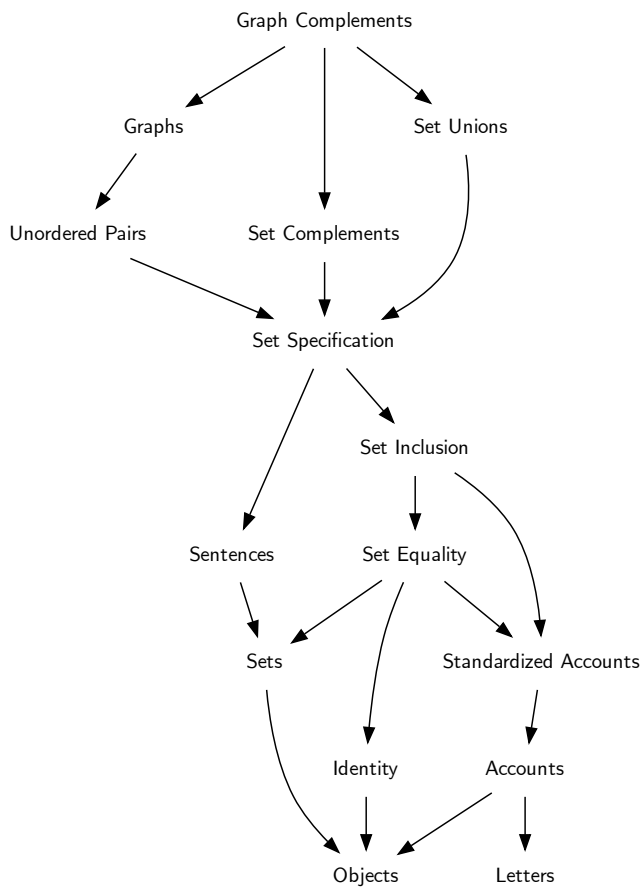 Graph Complements
Graphs
Set Unions
Unordered Pairs
Set Complements
Set Specification
Set Inclusion
Sentences
Set Equality
Sets
Standardized Accounts
Identity
Accounts
Objects
Letters